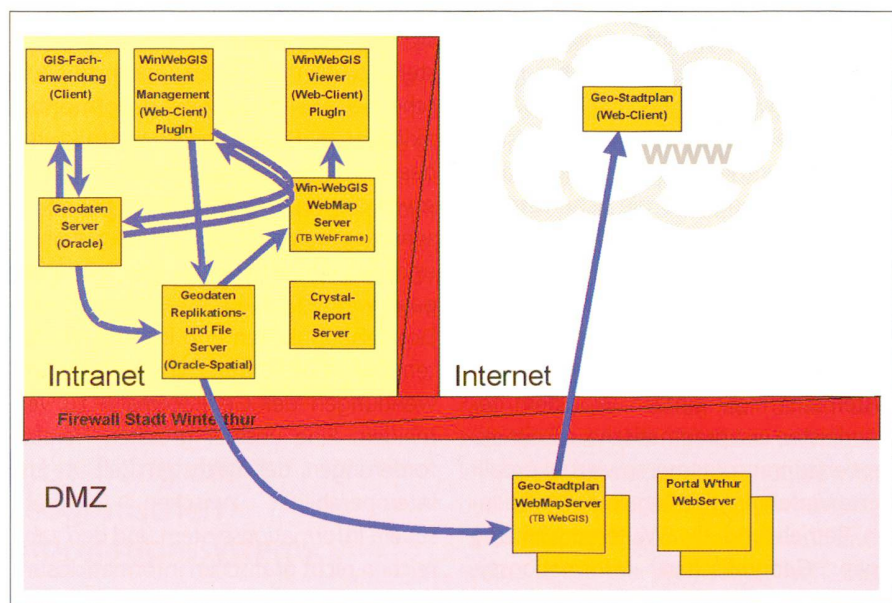 GIS-Fach-
anwendung
(Client)
WinWebGIS
Content
Management
(Web-Cient)
PlugIn
WinWebGIS
Viewer
(Web-Client)
PlugIn
Geo-Stadtplan
(Web-Client)
www
Geodaten
Server
(Oracle)
Win-WebGIS
WebMap
Server
(TB WebFrame)
Geodaten
Replikations-
und File
Server
(Oracle-Spatial)
Crystal-
Report
Server
Intranet
Internet
Firewall Stadt Winterthur
DMZ
Geo-Stadtplan
WebMapServer
(TB WebGIS)
Portal W'thur
WebServer